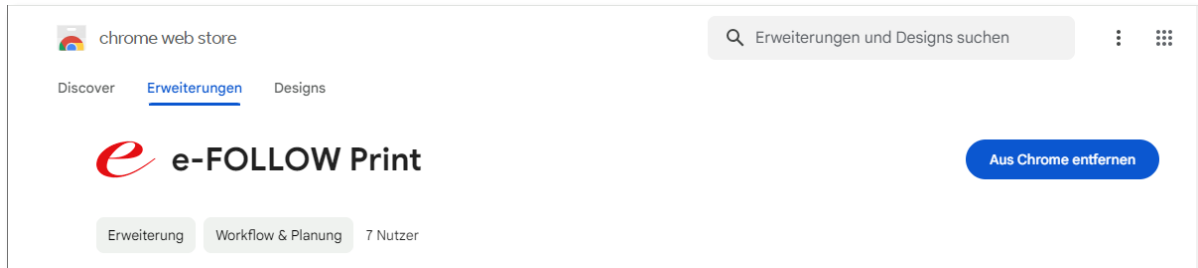 chrome web store
Erweiterungen und Designs suchen
Discover Erweiterungen Designs
e-FOLLOW Print
Aus Chrome entfernen
Erweiterung Workflow & Planung 7 Nutzer